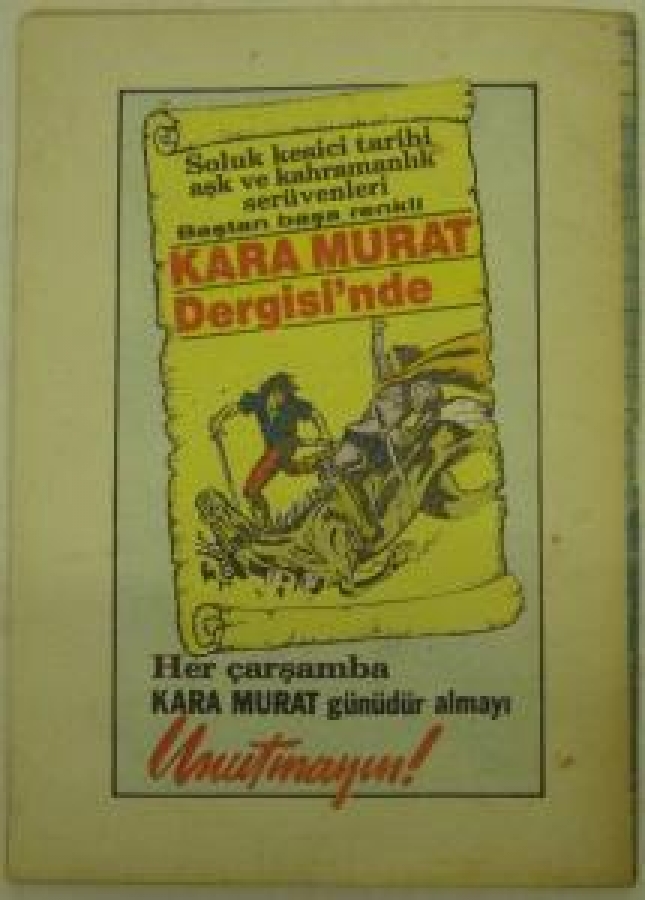 Soluk kesici tarihi
aşk ve kahramanlık
serüvenleri
Baştan başa renkli
KARA MURAT
Dergisi'nde
Her çarşamba
KARA MURAT günüdür almayı
Unutmayın!